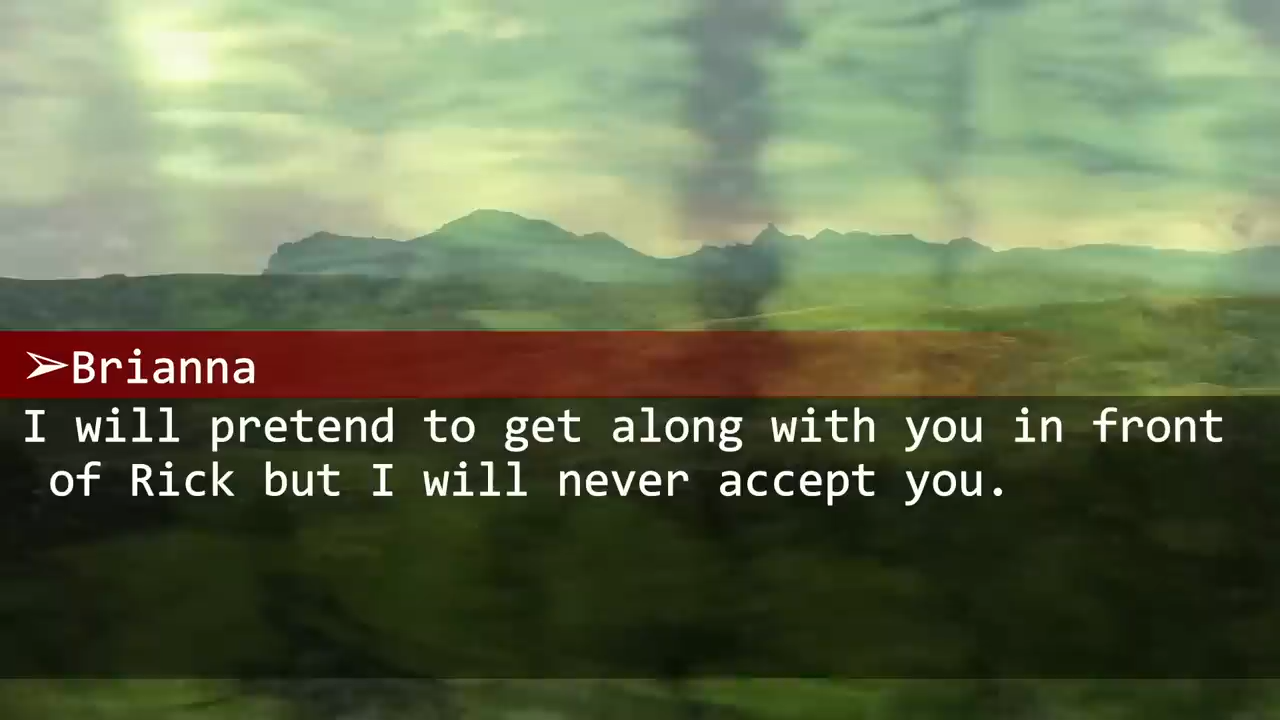 ➢Brianna
I will pretend to get along with you in front
of Rick but I will never accept you.